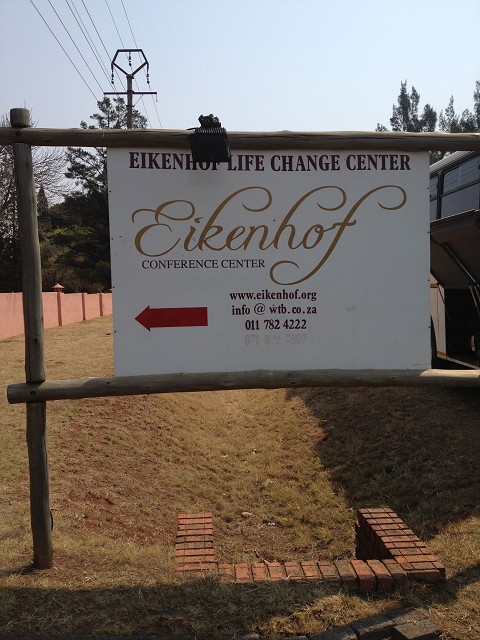 EIKENHOF LIFE CHANGE CENTER
Eikenhof
CONFERENCE CENTER
www.eikenhof.org
info @ wtb.co.za
011 782 4222